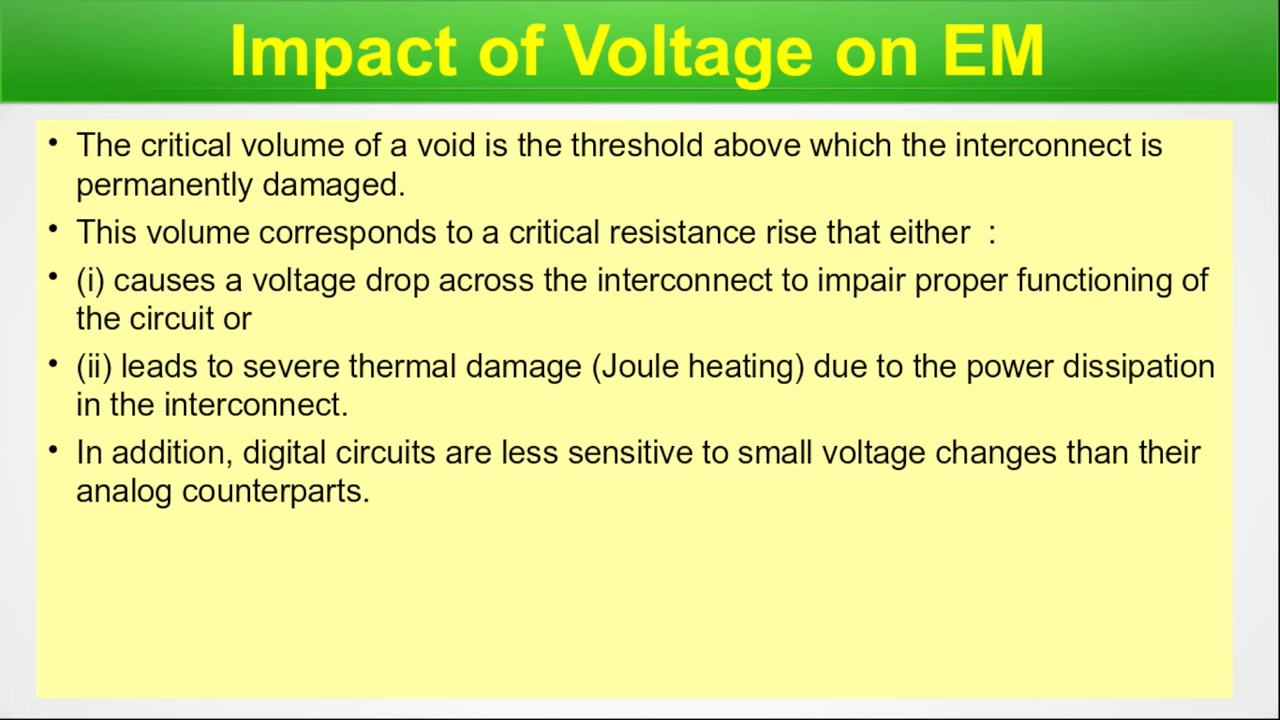 Impact of Voltage on EM
• The critical volume of a void is the threshold above which the interconnect is
permanently damaged.
• This volume corresponds to a critical resistance rise that either  :
• (i) causes a voltage drop across the interconnect to impair proper functioning of
the circuit or
• (ii) leads to severe thermal damage (Joule heating) due to the power dissipation
in the interconnect.
• In addition, digital circuits are less sensitive to small voltage changes than their
analog counterparts.